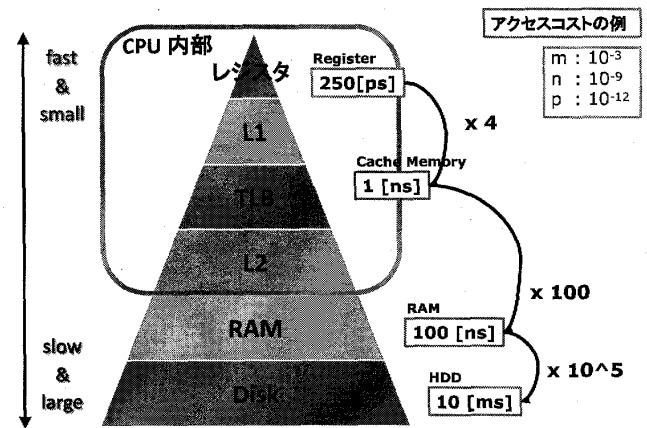 アクセスコストの例
m : 10-3
n : 10-9
p : 10-12
fast
&
small
CPU 内部
レジスタ
L1
TLB
L2
RAM
Disk
slow
&
large
Register
250[ps]
x 4
Cache Memory
1 [ns]
x 100
RAM
100 [ns]
x 10^5
HDD
10 [ms]